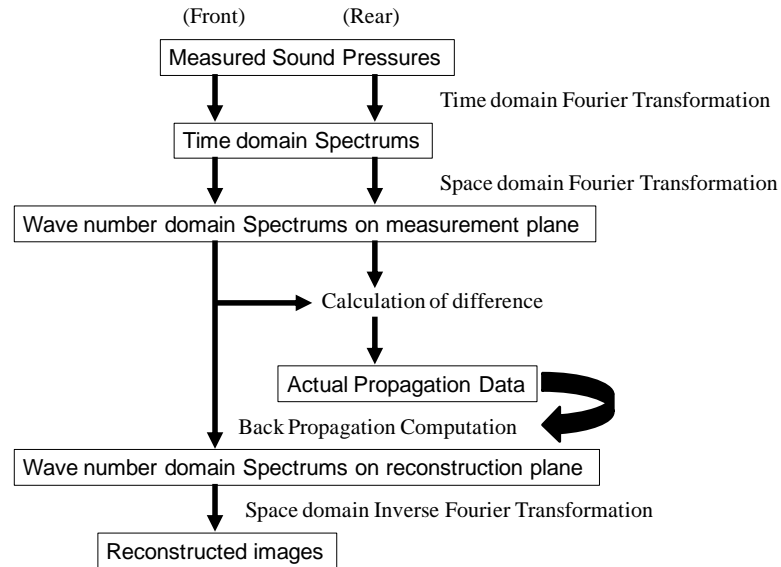 (Front) (Rear)
Measured Sound Pressures
Time domain Fourier Transformation
Time domain Spectrums
Space domain Fourier Transformation
Wave number domain Spectrums on measurement plane
Calculation of difference
Actual Propagation Data
Back Propagation Computation
Wave number domain Spectrums on reconstruction plane
Space domain Inverse Fourier Transformation
Reconstructed images